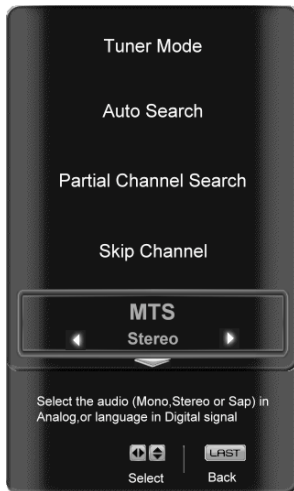 Tuner Mode
Auto Search
Partial Channel Search
Skip Channel
MTS
Stereo
Select the audio (Mono,Stereo or Sap) in
Analog,or language in Digital signal
LAST
Select Back